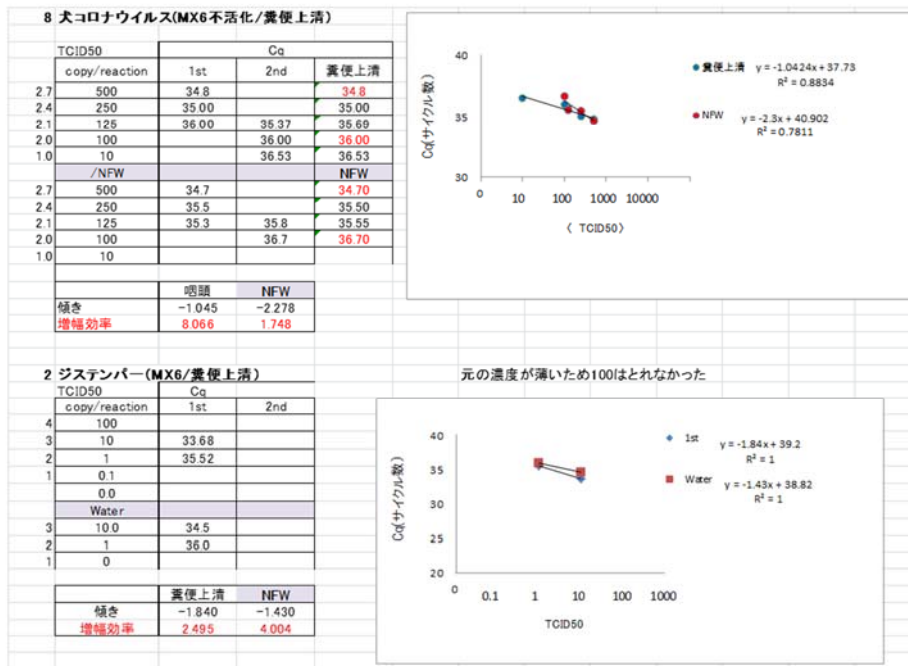 8 犬コロナウイルス(MX6不活化/糞便上清)
TCID50 Cq
copy/reaction 1st 2nd 糞便上清
2.7 500 34.8 34.8
2.4 250 35.00 35.00
2.1 125 36.00 35.37 35.69
2.0 100 36.00 36.00
1.0 10 36.53 36.53
/NFW NFW
2.7 500 34.7 34.70
2.4 250 35.5 35.50
2.1 125 35.3 35.8 35.55
2.0 100 36.7 36.70
1.0 10
咽頭 NFW
傾き -1.045 -2.278
増幅効率 8.066 1.748
Cq(サイクル数)
40
35
30
0 10 100 1000 10000
〈 TCID50〉
糞便上清 y = -1.0424x + 37.73
R² = 0.8834
NFW y = -2.3x + 40.902
R² = 0.7811
2 ジステンパー(MX6/糞便上清)
TCID50 Cq
copy/reaction 1st 2nd
4 100
3 10 33.68
2 1 35.52
1 0.1
0.0
Water
3 10.0 34.5
2 1 36.0
1 0
糞便上清 NFW
傾き -1.840 -1.430
増幅効率 2.495 4.004
元の濃度が薄いため100はとれなかった
Cq(サイクル数)
40
35
30
25
20
0 0.1 1 10 100 1000
TCID50
1st y = -1.84x + 39.2
R² = 1
Water y = -1.43x + 38.82
R² = 1